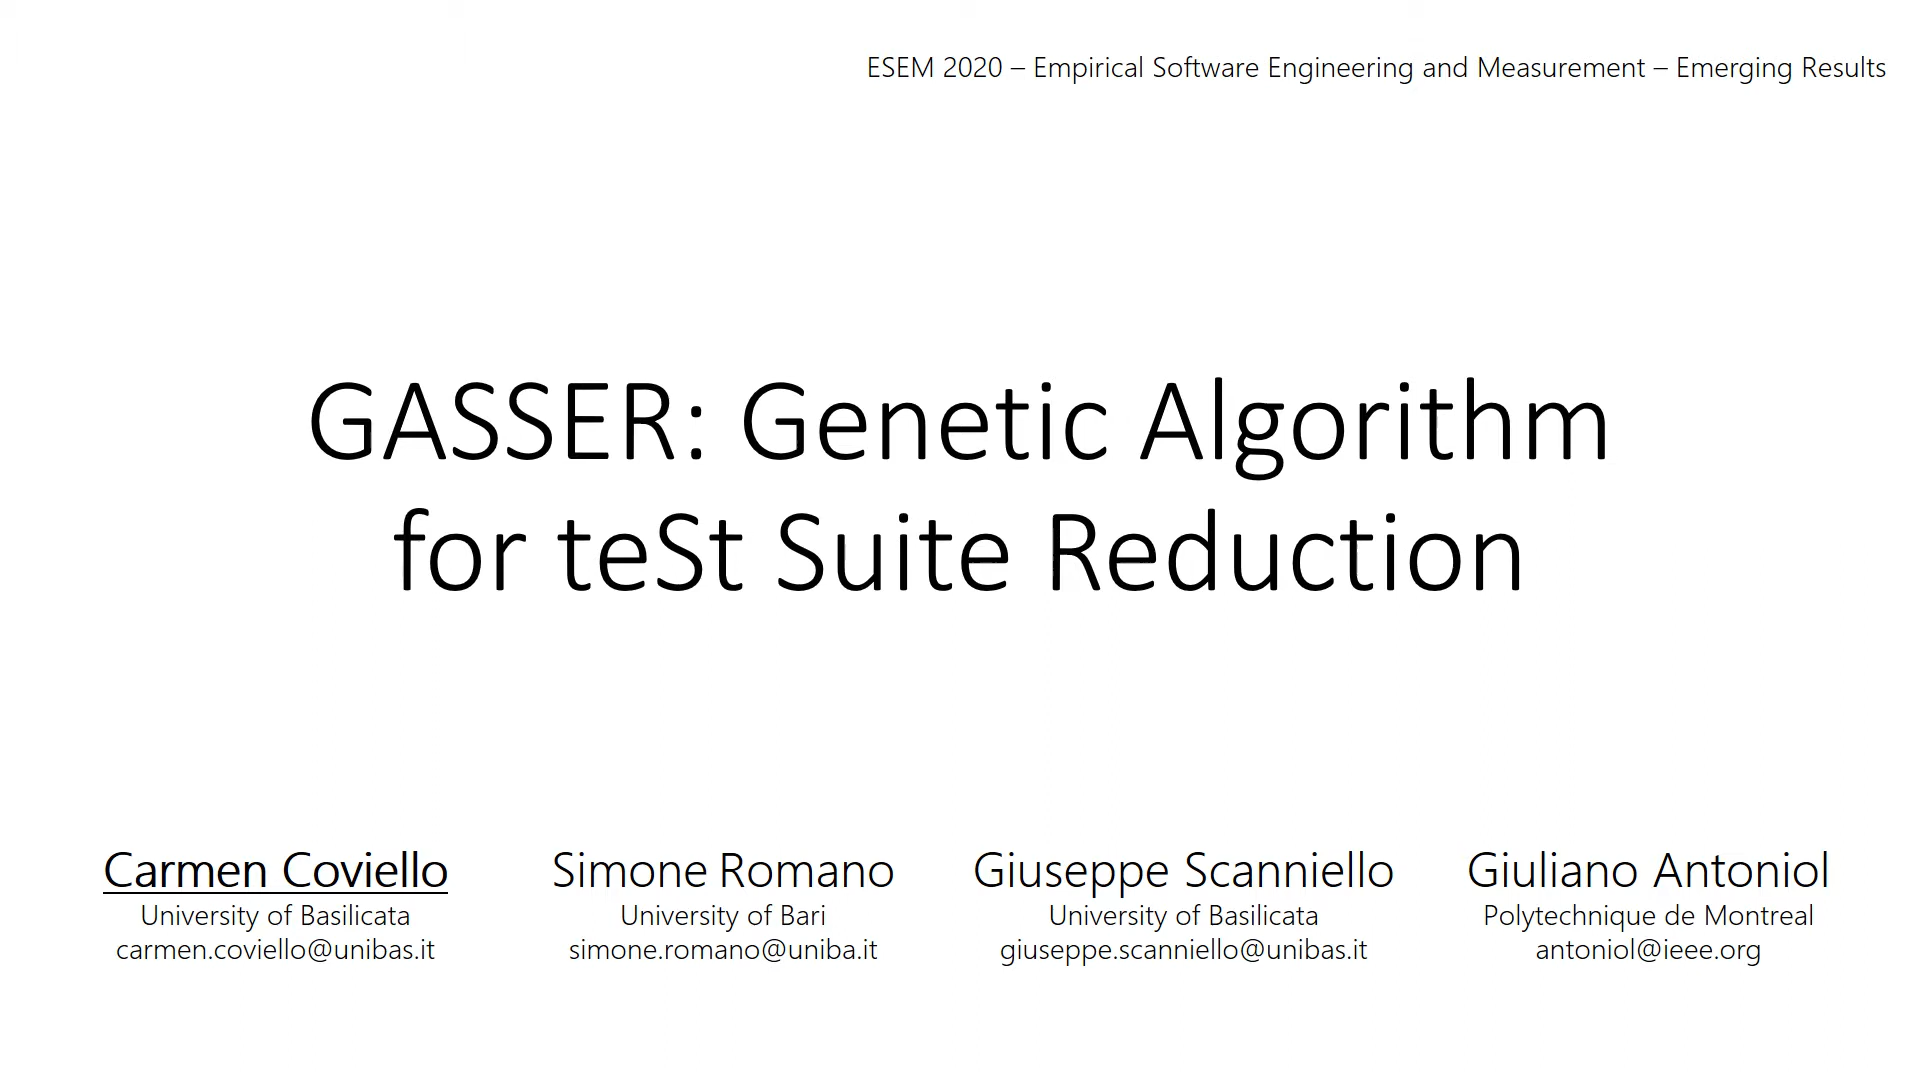 ESEM 2020 – Empirical Software Engineering and Measurement – Emerging Results
GASSER: Genetic Algorithm
for teSt Suite Reduction
Carmen Coviello
University of Basilicata
carmen.coviello@unibas.it
Simone Romano
University of Bari
simone.romano@uniba.it
Giuseppe Scanniello
University of Basilicata
giuseppe.scanniello@unibas.it
Giuliano Antoniol
Polytechnique de Montreal
antoniol@ieee.org